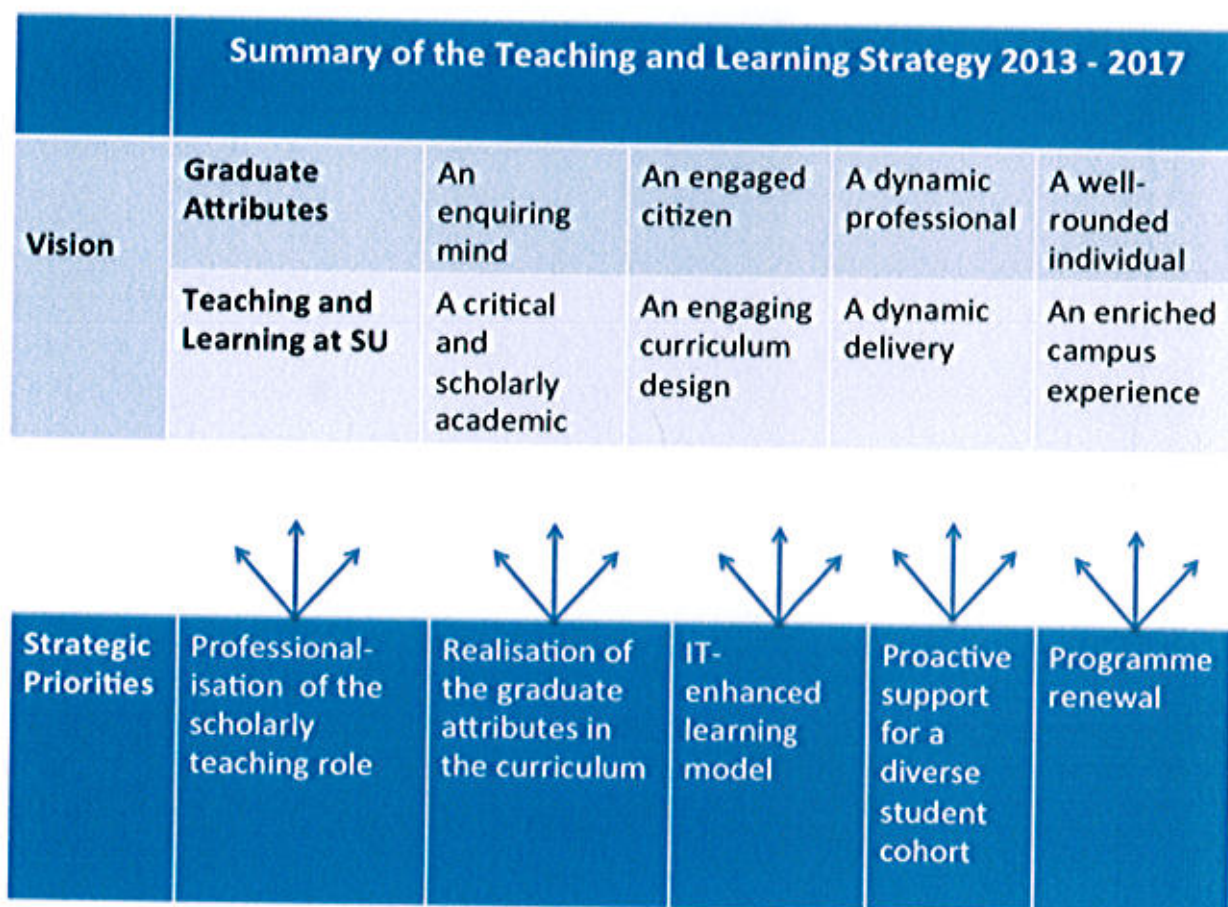 Summary of the Teaching and Learning Strategy 2013 - 2017
Vision
Graduate
Attributes
An
enquiring
mind
An engaged
citizen
A dynamic
professional
A well-
rounded
individual
Teaching and
Learning at SU
A critical
and
scholarly
academic
An engaging
curriculum
design
A dynamic
delivery
An enriched
campus
experience
Strategic
Priorities
Professional-
isation of the
scholarly
teaching role
Realisation of
the graduate
attributes in
the curriculum
IT-
enhanced
learning
model
Proactive
support
for a
diverse
student
cohort
Programme
renewal